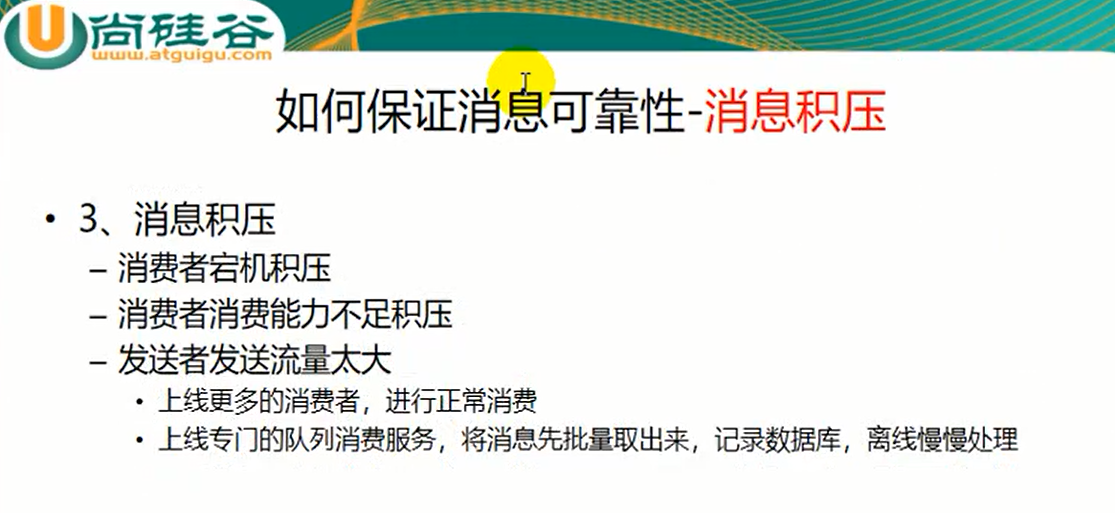 尚硅谷
www.atguigu.com
如何保证消息可靠性-消息积压
• 3、消息积压
– 消费者宕机积压
– 消费者消费能力不足积压
– 发送者发送流量太大
• 上线更多的消费者，进行正常消费
• 上线专门的队列消费服务，将消息先批量取出来，记录数据库，离线慢慢处理